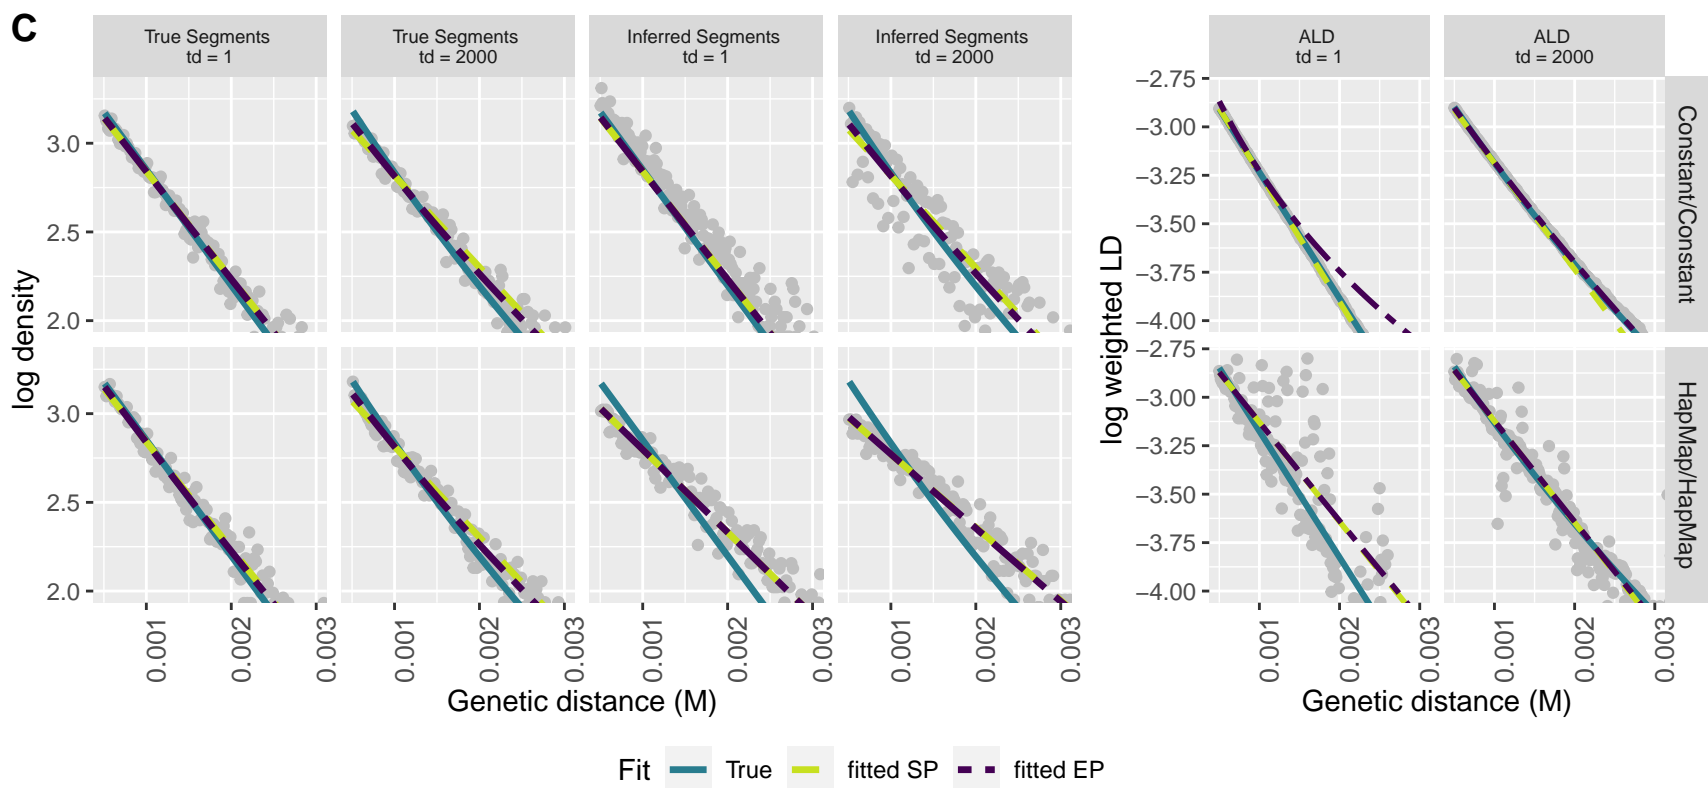 C
True Segments
td = 1
True Segments
td = 2000
Inferred Segments
td = 1
Inferred Segments
td = 2000
ALD
td = 1
ALD
td = 2000
log density
3.0
2.5
2.0
3.0
2.5
2.0
log weighted LD
−2.75
−3.00
−3.25
−3.50
−3.75
−4.00
−2.75
−3.00
−3.25
−3.50
−3.75
−4.00
Constant/Constant
HapMap/HapMap
0.001
0.002
0.003
0.001
0.002
0.003
0.001
0.002
0.003
0.001
0.002
0.003
0.001
0.002
0.003
0.001
0.002
0.003
Genetic distance (M)
Genetic distance (M)
Fit
True
fitted SP
fitted EP